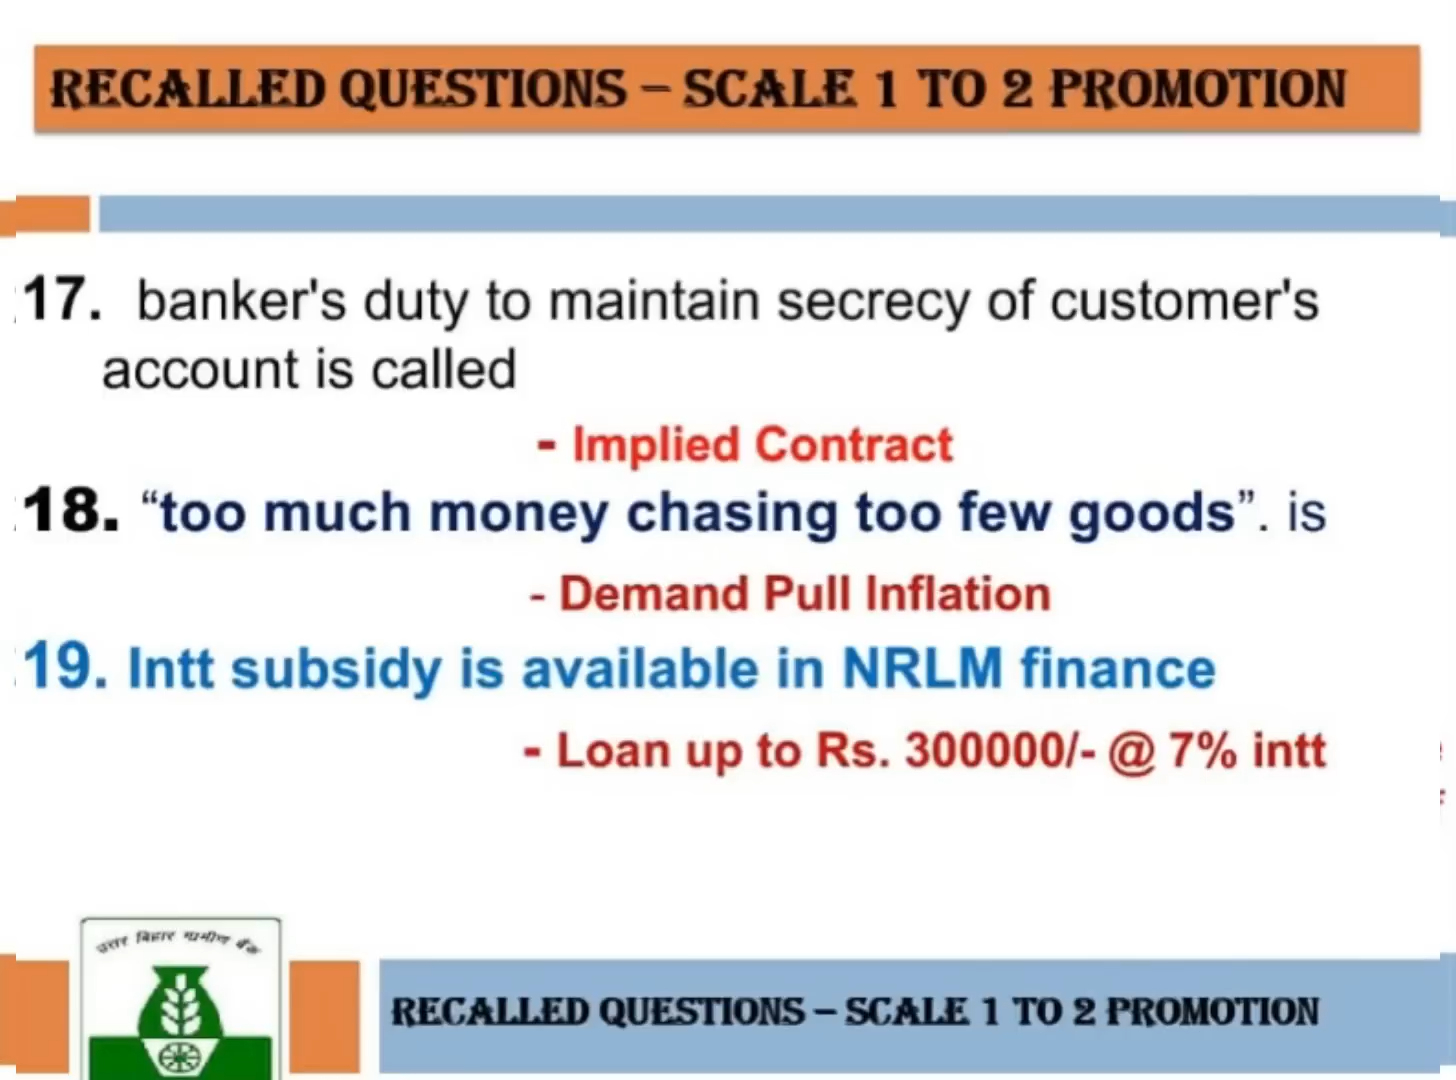 RECALLED QUESTIONS – SCALE 1 TO 2 PROMOTION
17. banker's duty to maintain secrecy of customer's
account is called
- Implied Contract
18. “too much money chasing too few goods”. is
- Demand Pull Inflation
19. Intt subsidy is available in NRLM finance
- Loan up to Rs. 300000/- @ 7% intt
उत्तर बिहार ग्रामीण बैंक
RECALLED QUESTIONS – SCALE 1 TO 2 PROMOTION